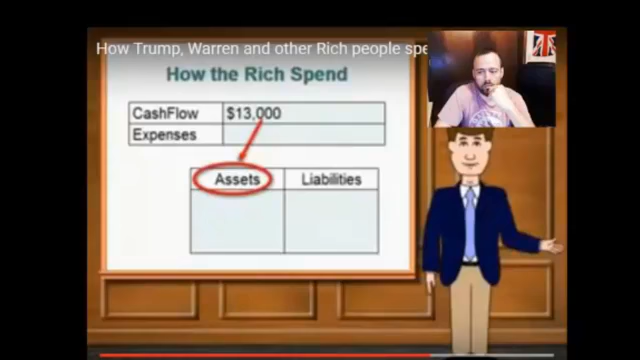 How Trump, Warren and other Rich people spe
How the Rich Spend
CashFlow $13,000
Expenses
Assets Liabilities